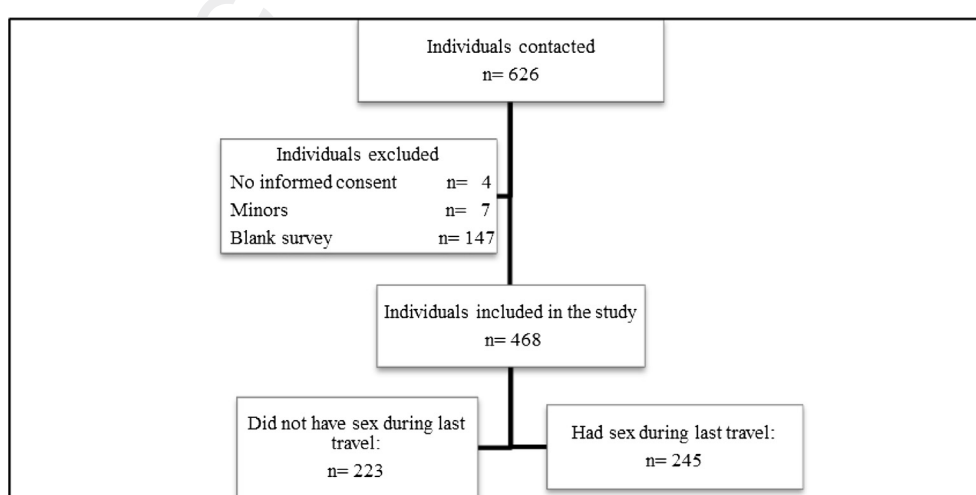 Individuals contacted
n= 626
Individuals excluded
No informed consent n= 4
Minors n= 7
Blank survey n= 147
Individuals included in the study
n= 468
Did not have sex during last
travel:
n= 223
Had sex during last travel:
n= 245